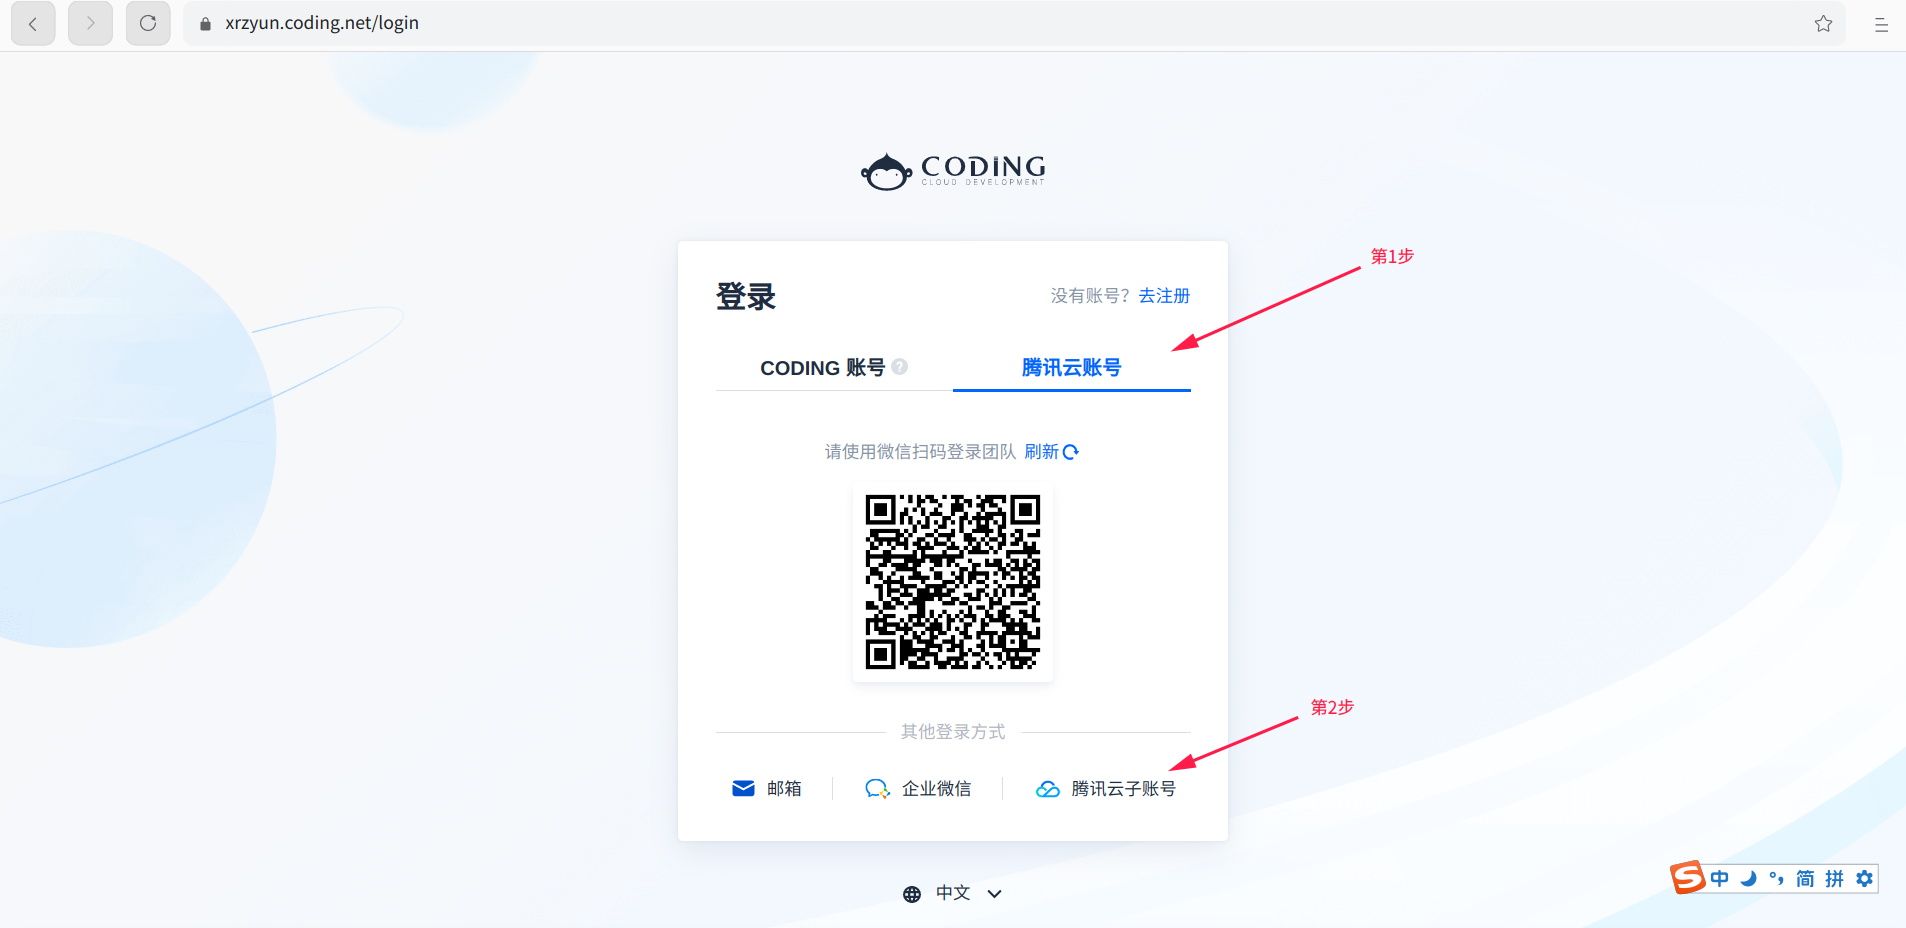 xrzyun.coding.net/login
CODING
CLOUD DEVELOPMENT
第1步
登录
没有账号? 去注册
CODING 账号 ?
腾讯云账号
请使用微信扫码登录团队 刷新
第2步
其他登录方式
邮箱
企业微信
腾讯云子账号
中文
S 中 简 拼